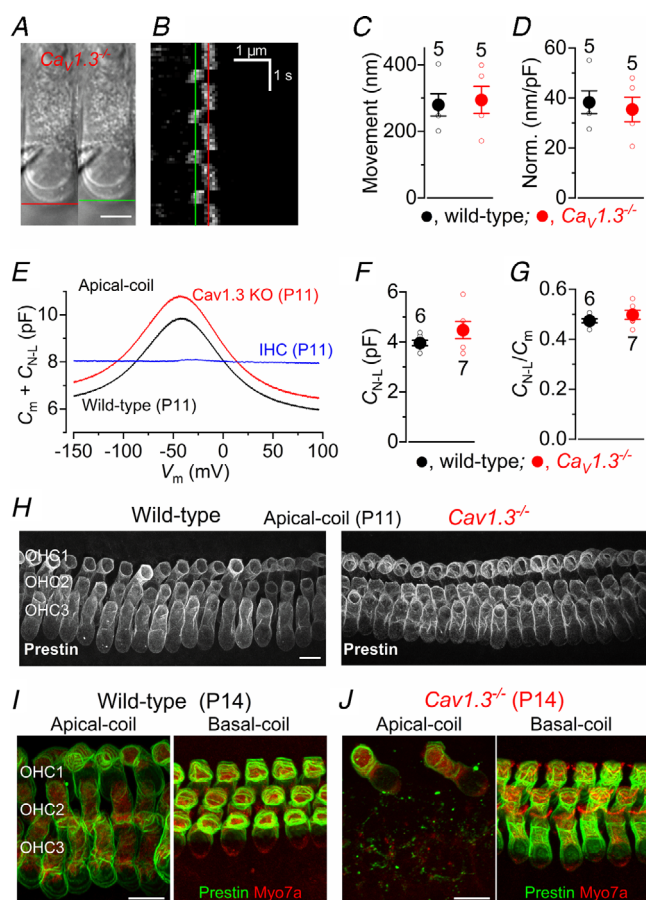 A
B
C
D
CaV1.3-/-
1 µm
1 s
Movement (nm)
400
200
0
5
5
Norm. (nm/pF)
60
40
20
0
5
5
●, wild-type; ●, CaV1.3-/-
E
F
G
Apical-coil
Cav1.3 KO (P11)
IHC (P11)
Wild-type (P11)
Cm + CN-L (pF)
10
8
6
-150
-100
-50
0
50
100
Vm (mV)
CN-L (pF)
6
4
2
0
6
7
CN-L/Cm
0.6
0.4
0.2
0.0
6
7
●, wild-type; ●, CaV1.3-/-
H
Wild-type
Apical-coil (P11)
Cav1.3-/-
OHC1
OHC2
OHC3
Prestin
Prestin
I
Wild-type (P14)
J
Cav1.3-/- (P14)
Apical-coil
Basal-coil
Apical-coil
Basal-coil
OHC1
OHC2
OHC3
Prestin Myo7a
Prestin Myo7a